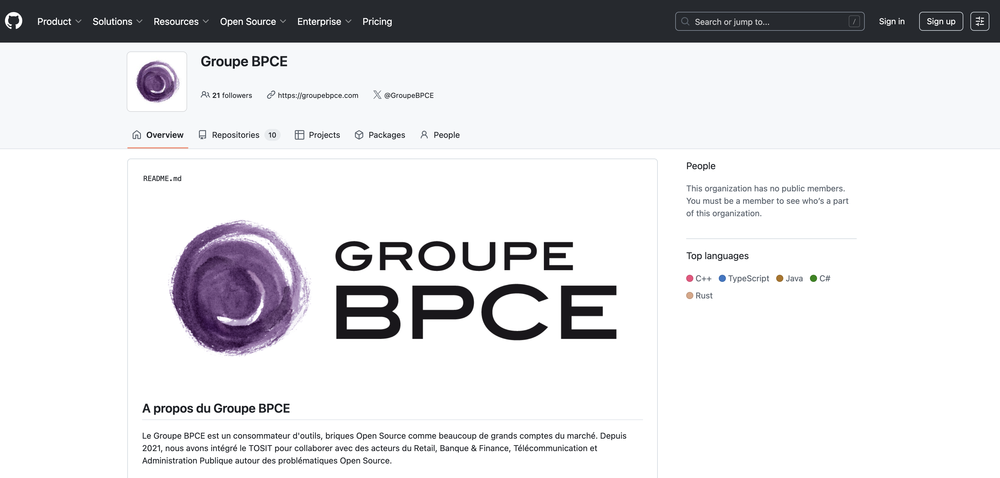 Product Solutions Resources Open Source Enterprise Pricing Search or jump to... / Sign in Sign up
Groupe BPCE
21 followers https://groupebpce.com @GroupeBPCE
Overview Repositories 10 Projects Packages People
README.md
GROUPE
BPCE
A propos du Groupe BPCE
Le Groupe BPCE est un consommateur d'outils, briques Open Source comme beaucoup de grands comptes du marché. Depuis
2021, nous avons intégré le TOSIT pour collaborer avec des acteurs du Retail, Banque & Finance, Télécommunication et
Administration Publique autour des problématiques Open Source.
People
This organization has no public members.
You must be a member to see who’s a part
of this organization.
Top languages
C++ TypeScript Java C#
Rust